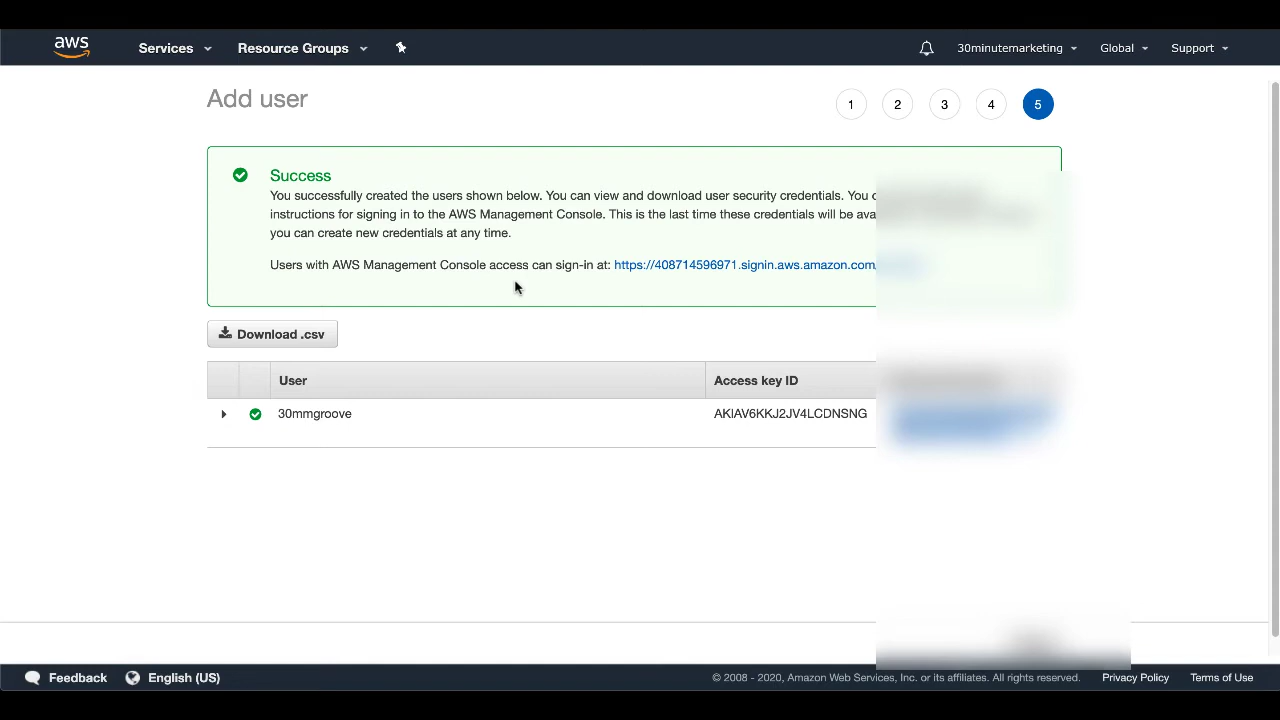 aws Services Resource Groups 30minutemarketing Global Support
Add user
1 2 3 4 5
Success
You successfully created the users shown below. You can view and download user security credentials. You
instructions for signing in to the AWS Management Console. This is the last time these credentials will be
you can create new credentials at any time.
Users with AWS Management Console access can sign-in at: https://408714596971.signin.aws.amazon.com/
Download .csv
User Access key ID
30mmgroove AKIAV6KKJ2JV4LCDNSNG
Feedback English (US) © 2008 - 2020, Amazon Web Services, Inc. or its affiliates. All rights reserved. Privacy Policy Terms of Use